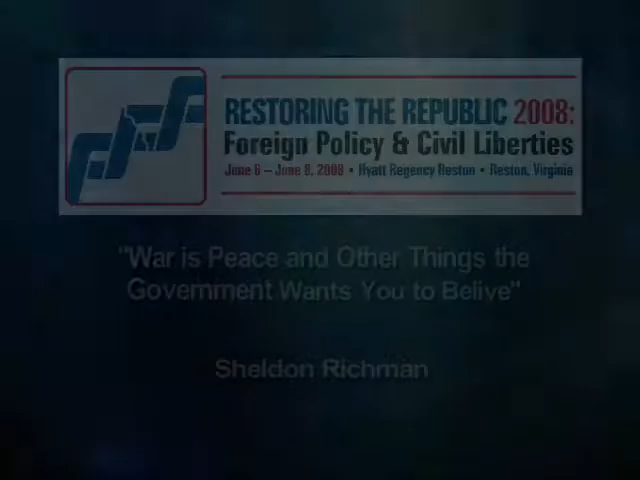 RESTORING THE REPUBLIC 2008:
Foreign Policy & Civil Liberties
June 6 – June 8, 2008 • Hyatt Regency Reston • Reston, Virginia
"War is Peace and Other Things the
Government Wants You to Belive"
Sheldon Richman